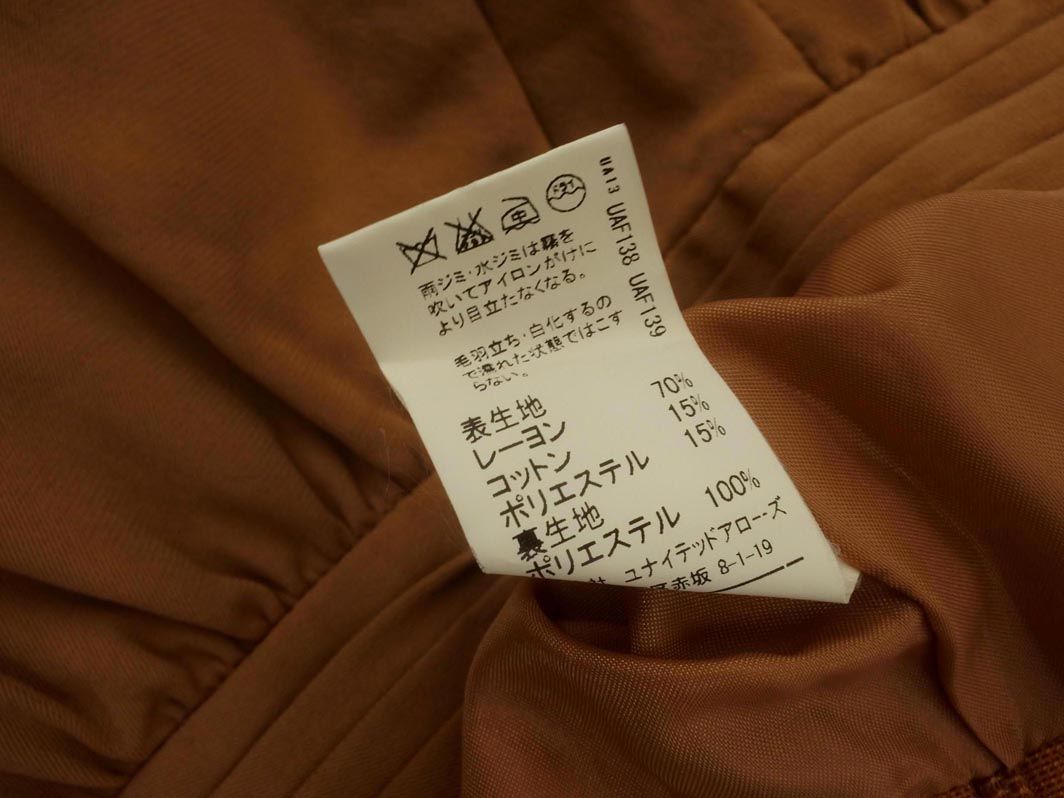 UA13 UAF138 UAF139
ドライ
中
雨ジミ・水ジミは霧を
吹いてアイロンがけに
より目立たなくなる。
毛羽立ち・白化するの
で濡れた状態ではこす
らない。
表生地
レーヨン 70%
コットン 15%
ポリエステル 15%
裏生地
ポリエステル 100%
ユナイテッドアローズ
赤坂 8-1-19